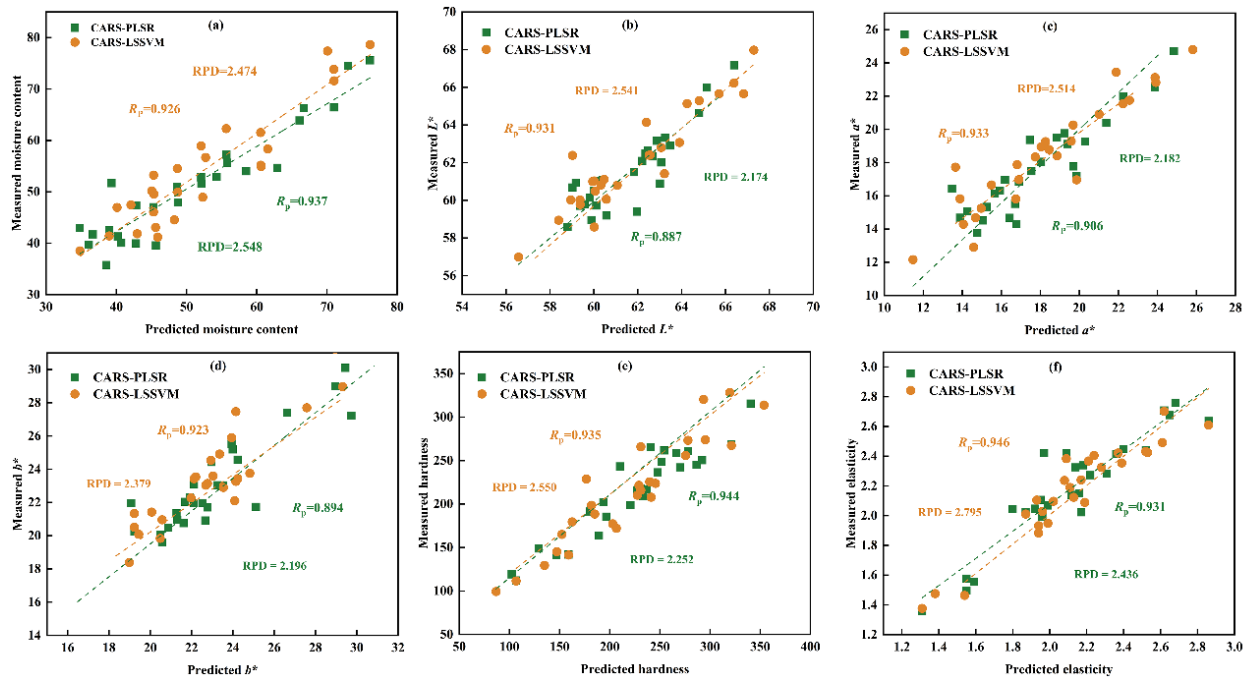 (a)
CARS-PLSR
CARS-LSSVM
RPD=2.474
Rp=0.926
Rp=0.937
RPD=2.548
Measured moisture content
80
70
60
50
40
30
30 40 50 60 70 80
Predicted moisture content
(b)
CARS-PLSR
CARS-LSSVM
RPD = 2.541
Rp=0.931
RPD = 2.174
Rp=0.887
Measured L*
68
66
64
62
60
58
56
54 56 58 60 62 64 66 68 70
Predicted L*
(c)
CARS-PLSR
CARS-LSSVM
RPD=2.514
Rp=0.933
RPD = 2.182
Rp=0.906
Measured a*
26
24
22
20
18
16
14
12
10
10 12 14 16 18 20 22 24 26 28
Predicted a*
(d)
CARS-PLSR
CARS-LSSVM
Rp=0.923
RPD = 2.379
Rp=0.894
RPD = 2.196
Measured b*
30
28
26
24
22
20
18
16
14
14 16 18 20 22 24 26 28 30 32
Predicted b*
(e)
CARS-PLSR
CARS-LSSVM
Rp=0.935
RPD = 2.550
Rp=0.944
RPD = 2.252
Measured hardness
350
300
250
200
150
100
50
50 100 150 200 250 300 350 400
Predicted hardness
(f)
CARS-PLSR
CARS-LSSVM
Rp=0.946
RPD = 2.795
Rp=0.931
RPD = 2.436
Measured elasticity
3.0
2.8
2.6
2.4
2.2
2.0
1.8
1.6
1.4
1.2
1.2 1.4 1.6 1.8 2.0 2.2 2.4 2.6 2.8 3.0
Predicted elasticity